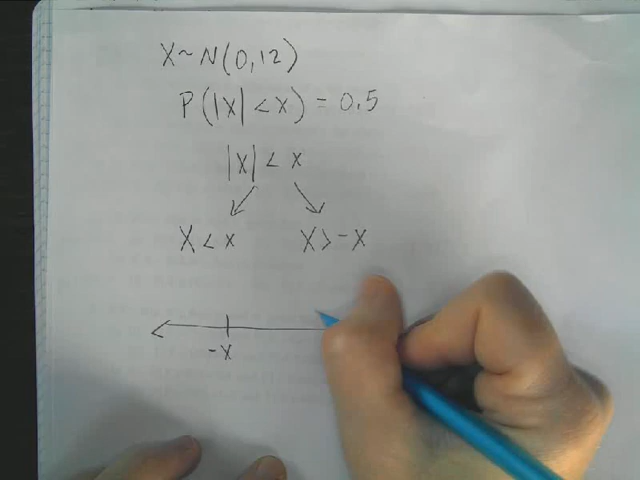 X ~ N(0,12)
P(|X| < x) = 0.5
|X| < x
X < x X > -x
-x